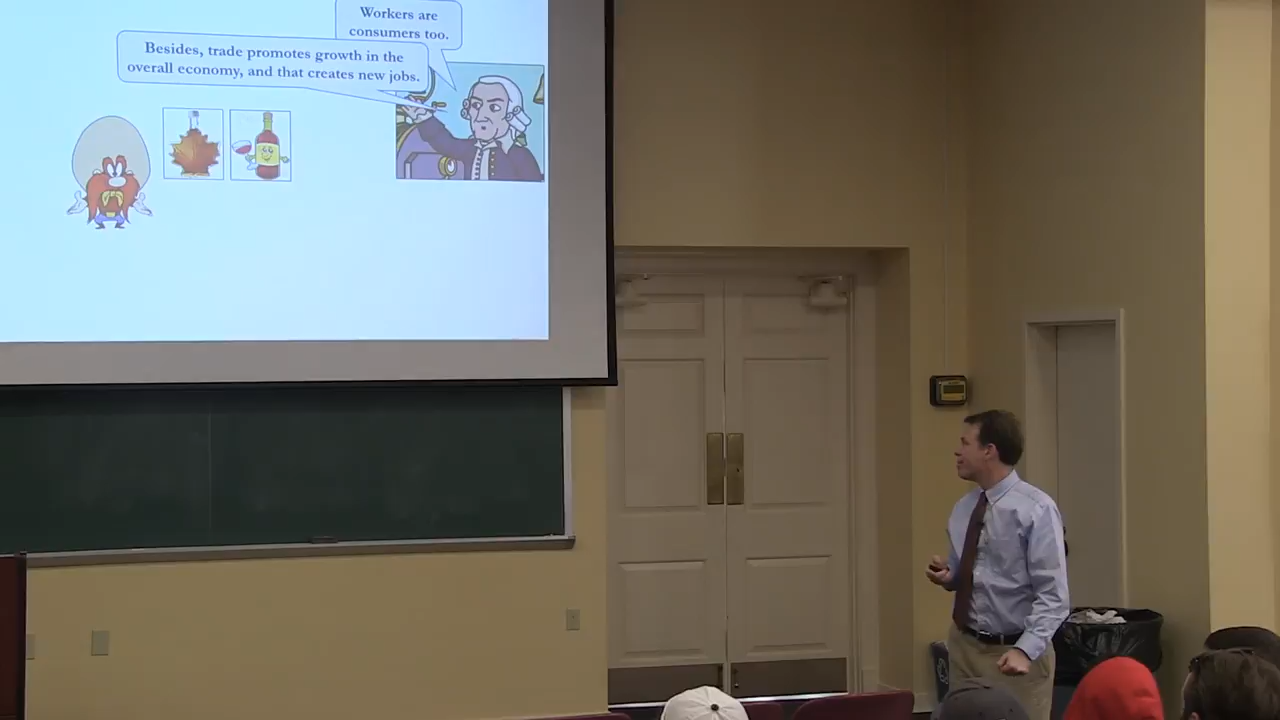 Workers are
consumers too.
Besides, trade promotes growth in the
overall economy, and that creates new jobs.